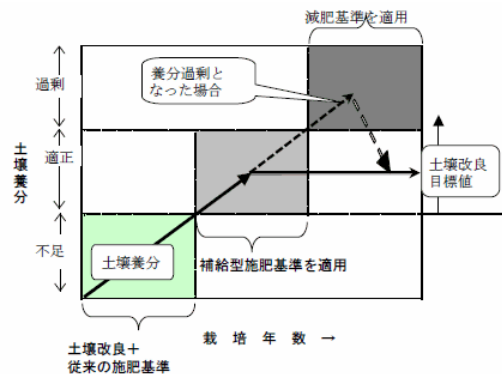 減肥基準を適用
過剰
養分過剰と
なった場合
土壌養分
適正
土壌改良
目標値
不足
土壌養分
補給型施肥基準を適用
栽培年数→
土壌改良＋
従来の施肥基準